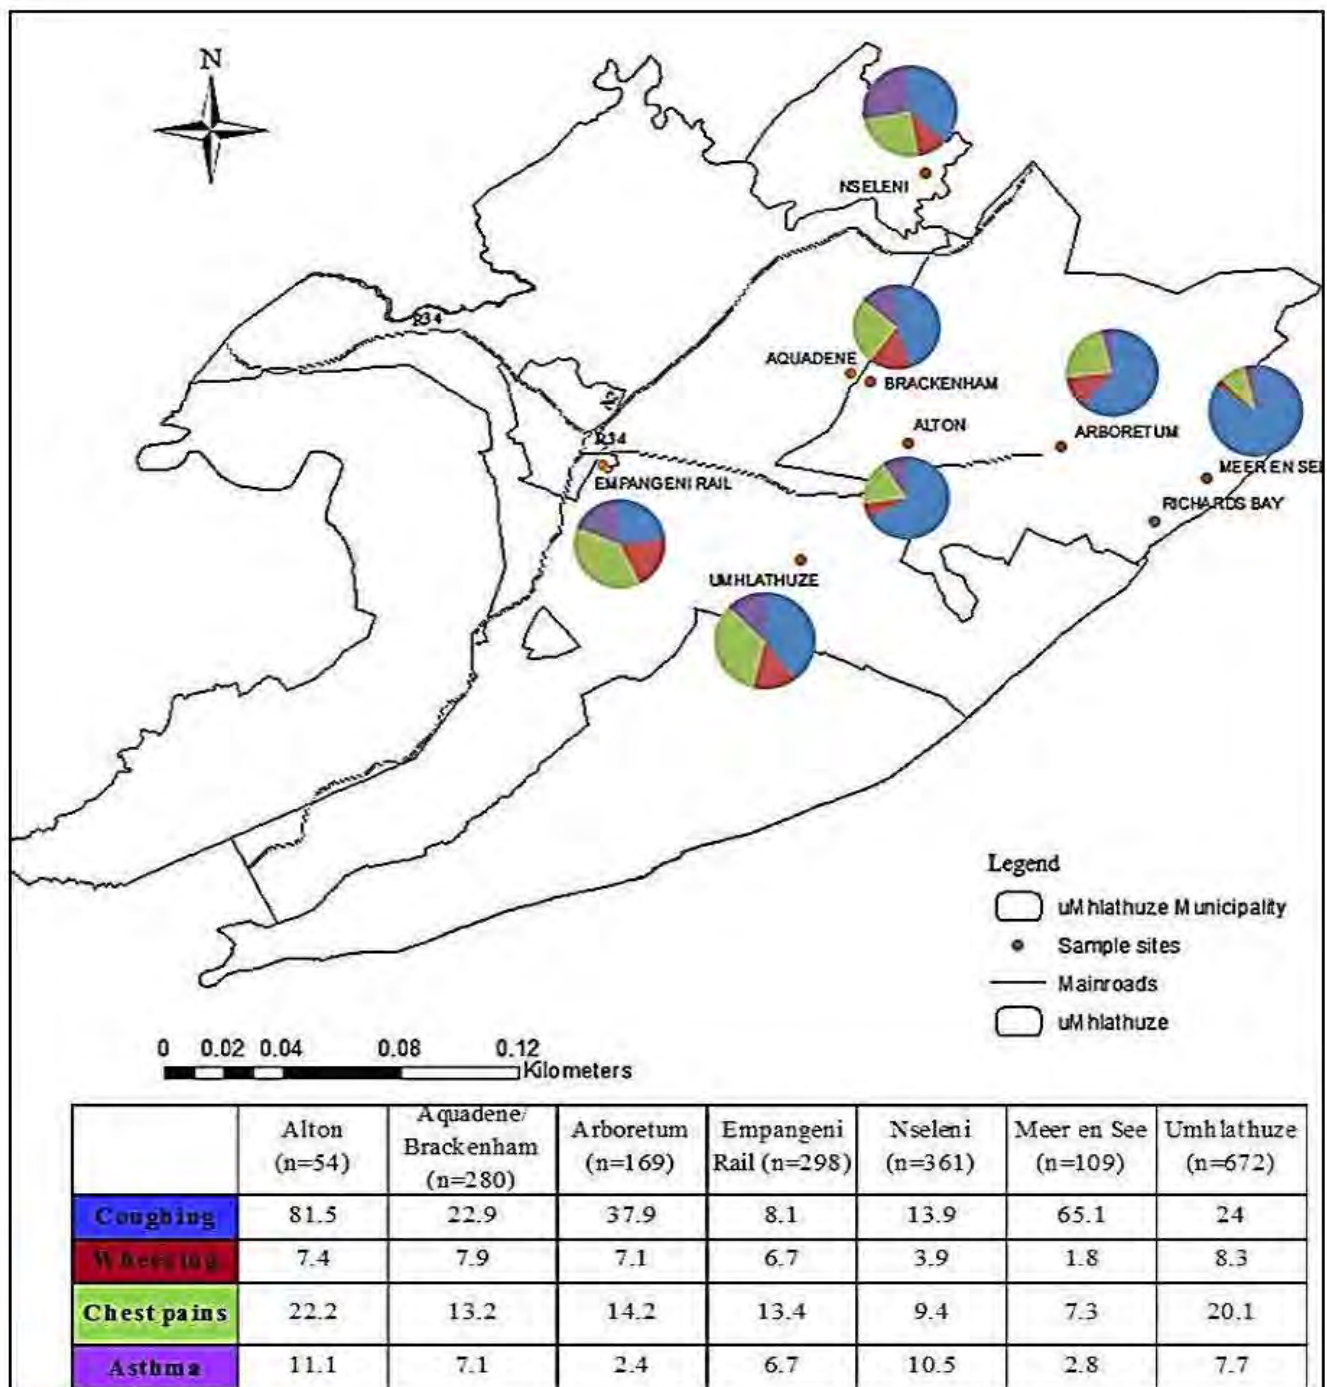 N
NSELENI
R34
AQUADENE
BRACKENHAM
ALTON
ARBORETUM
MEER EN SE
R34
EMPANGENI RAIL
RICHARDS BAY
UMHLATHUZE
Legend
uMhlathuze Municipality
Sample sites
Mainroads
uMhlathuze
0 0.02 0.04 0.08 0.12
Kilometers
Alton (n=54)
Aquadene/ Brackenham (n=280)
Arboretum (n=169)
Empangeni Rail (n=298)
Nseleni (n=361)
Meer en See (n=109)
Umhlathuze (n=672)
Coughing 81.5 22.9 37.9 8.1 13.9 65.1 24
Wheezing 7.4 7.9 7.1 6.7 3.9 1.8 8.3
Chest pains 22.2 13.2 14.2 13.4 9.4 7.3 20.1
Asthma 11.1 7.1 2.4 6.7 10.5 2.8 7.7